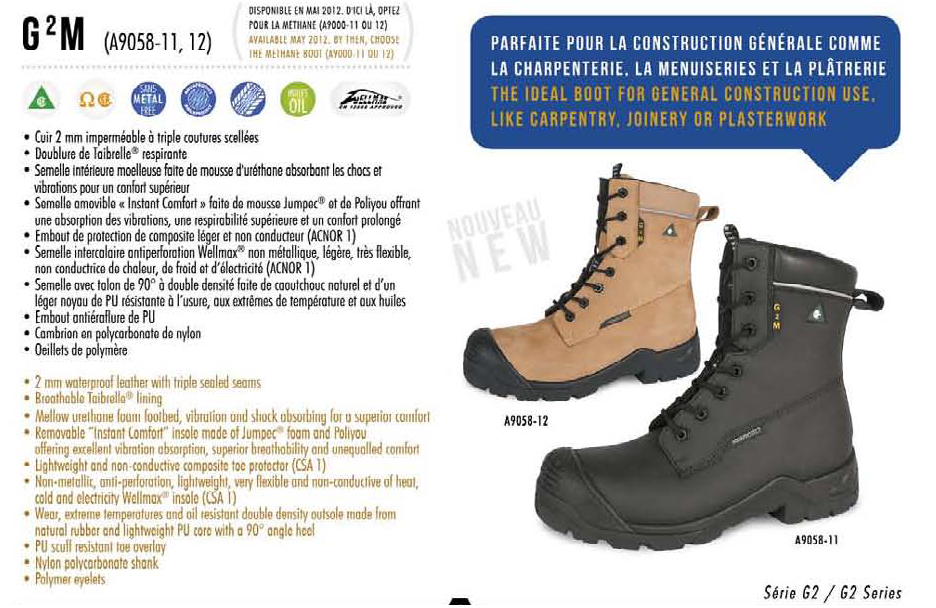 G²M (A9058-11, 12)
DISPONIBLE EN MAI 2012. D'ICI LÀ, OPTEZ
POUR LA MÉTHANE (A9000-11 OU 12)
AVAILABLE MAY 2012. BY THEN, CHOOSE
THE METHANE BOOT (A9000-11 OU 12)
SANS
METAL
FREE
HUILES
OIL
• Cuir 2 mm imperméable à triple coutures scellées
• Doublure de Taibrelle® respirante
• Semelle intérieure moelleuse faite de mousse d'uréthane absorbant les chocs et
vibrations pour un confort supérieur
• Semelle amovible « Instant Comfort » faite de mousse Jumpec® et de Poliyou offrant
une absorption des vibrations, une respirabilité supérieure et un confort prolongé
• Embout de protection de composite léger et non conducteur (ACNOR 1)
• Semelle intercalaire antiperforation Wellmax® non métallique, légère, très flexible,
non conductrice de chaleur, de froid et d'électricité (ACNOR 1)
• Semelle avec talon de 90° à double densité faite de caoutchouc naturel et d'un
léger noyau de PU résistante à l'usure, aux extrêmes de température et aux huiles
• Embout antiéraflure de PU
• Cambrion en polycarbonate de nylon
• Oeillets de polymère
• 2 mm waterproof leather with triple sealed seams
• Breathable Taibrelle® lining
• Mellow urethane foam footbed, vibration and shock absorbing for a superior comfort
• Removable "Instant Comfort" insole made of Jumpec® foam and Poliyou
offering excellent vibration absorption, superior breathability and unequalled comfort
• Lightweight and non-conductive composite toe protector (CSA 1)
• Non-metallic, anti-perforation, lightweight, very flexible and non-conductive of heat,
cold and electricity Wellmax® insole (CSA 1)
• Wear, extreme temperatures and oil resistant double density outsole made from
natural rubber and lightweight PU core with a 90° angle heel
• PU scuff resistant toe overlay
• Nylon polycarbonate shank
• Polymer eyelets
PARFAITE POUR LA CONSTRUCTION GÉNÉRALE COMME
LA CHARPENTERIE, LA MENUISERIES ET LA PLÂTRERIE
THE IDEAL BOOT FOR GENERAL CONSTRUCTION USE,
LIKE CARPENTRY, JOINERY OR PLASTERWORK
NOUVEAU
NEW
A9058-12
G2M
A9058-11
Série G2 / G2 Series